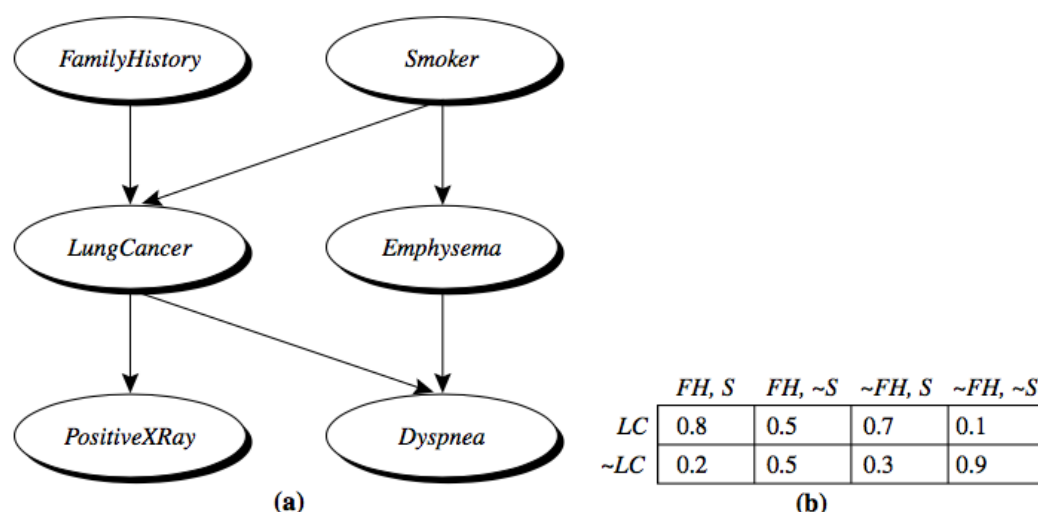 FamilyHistory
Smoker
LungCancer
Emphysema
PositiveXRay
Dyspnea
(a)
FH, S FH, ~S ~FH, S ~FH, ~S
LC 0.8 0.5 0.7 0.1
~LC 0.2 0.5 0.3 0.9
(b)